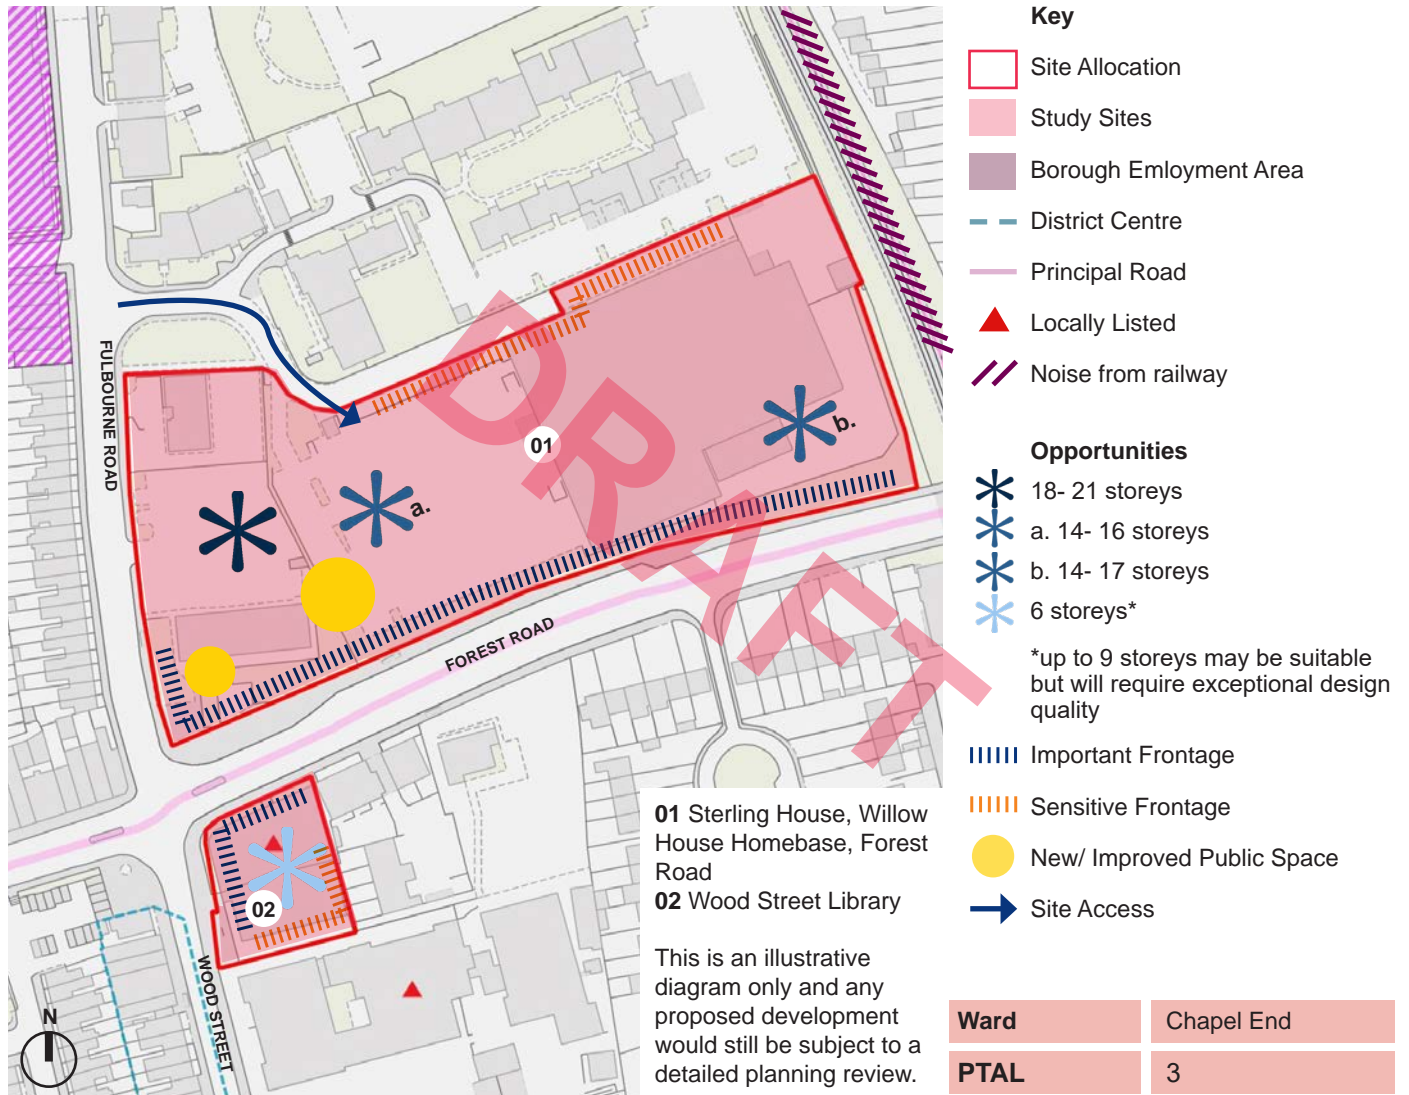 FULBOURNE ROAD
01
a.
b.
FOREST ROAD
DRAFT
02
WOOD STREET
N
01 Sterling House, Willow
House Homebase, Forest
Road
02 Wood Street Library
This is an illustrative
diagram only and any
proposed development
would still be subject to a
detailed planning review.
Key
Site Allocation
Study Sites
Borough Emloyment Area
District Centre
Principal Road
Locally Listed
Noise from railway
Opportunities
18- 21 storeys
a. 14- 16 storeys
b. 14- 17 storeys
6 storeys*
*up to 9 storeys may be suitable
but will require exceptional design
quality
Important Frontage
Sensitive Frontage
New/ Improved Public Space
Site Access
Ward Chapel End
PTAL 3